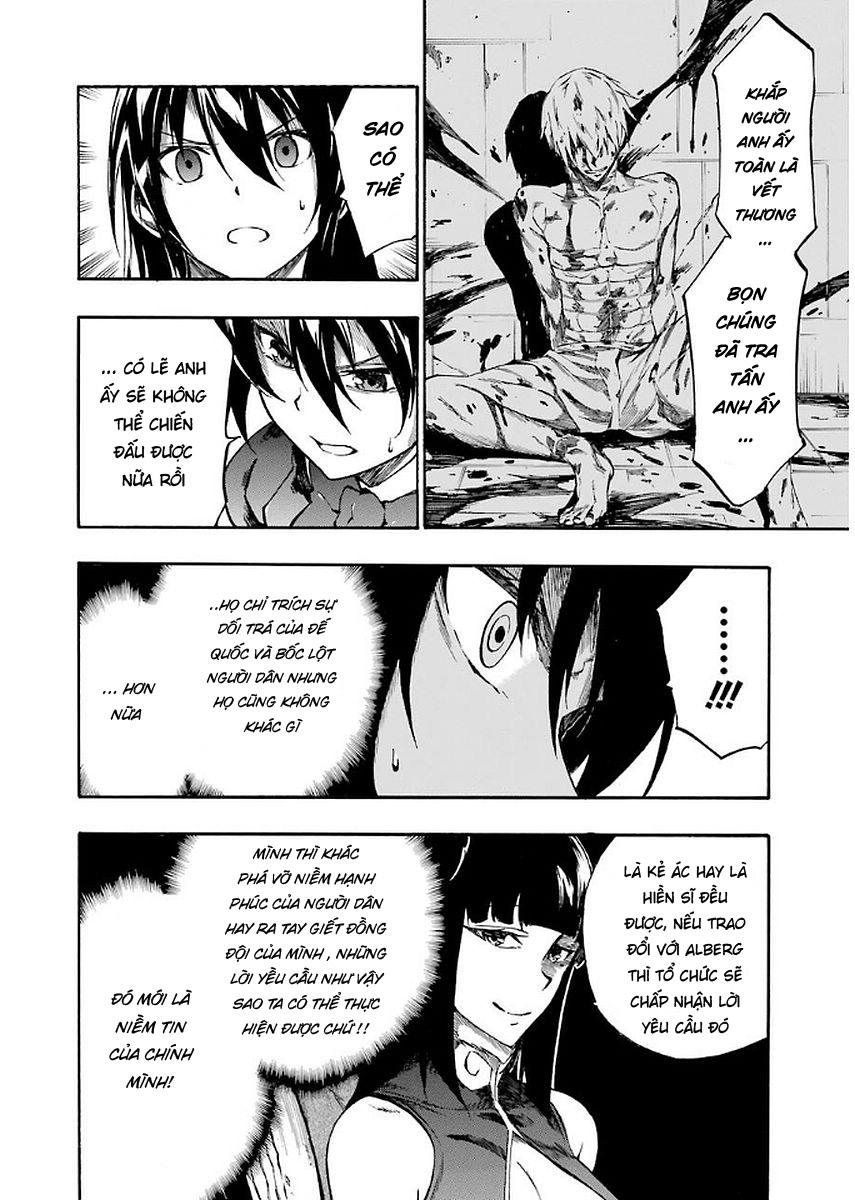 KHẮP
NGƯỜI
ANH ẤY
TOÀN LÀ
VẾT
THƯƠNG
...
BỌN
CHÚNG
ĐÃ TRA
TẤN
ANH ẤY
...
SAO
CÓ
THỂ
... CÓ LẼ ANH
ẤY SẼ KHÔNG
THỂ CHIẾN
ĐẤU ĐƯỢC
NỮA RỒI
......!!!
..HỌ CHỈ TRÍCH SỰ
DỐI TRÁ CỦA ĐẾ
QUỐC VÀ BỐC LỘT
NGƯỜI DÂN NHƯNG
HỌ CŨNG KHÔNG
KHÁC GÌ
... HƠN
NỮA
LÀ KẺ ÁC HAY LÀ
HIỀN SĨ ĐỀU
ĐƯỢC, NẾU TRAO
ĐỔI VỚI ALBERG
THÌ TỔ CHỨC SẼ
CHẤP NHẬN LỜI
YÊU CẦU ĐÓ
MÌNH THÌ KHÁC
PHÁ VỠ NIỀM HẠNH
PHÚC CỦA NGƯỜI DÂN
HAY RA TAY GIẾT ĐỒNG
ĐỘI CỦA MÌNH , NHỮNG
LỜI YỀU CẦU NHƯ VẬY
SAO TA CÓ THỂ THỰC
HIỆN ĐƯỢC CHỨ !!
ĐÓ MỚI LÀ
NIỀM TIN
CỦA CHÍNH
MÌNH!